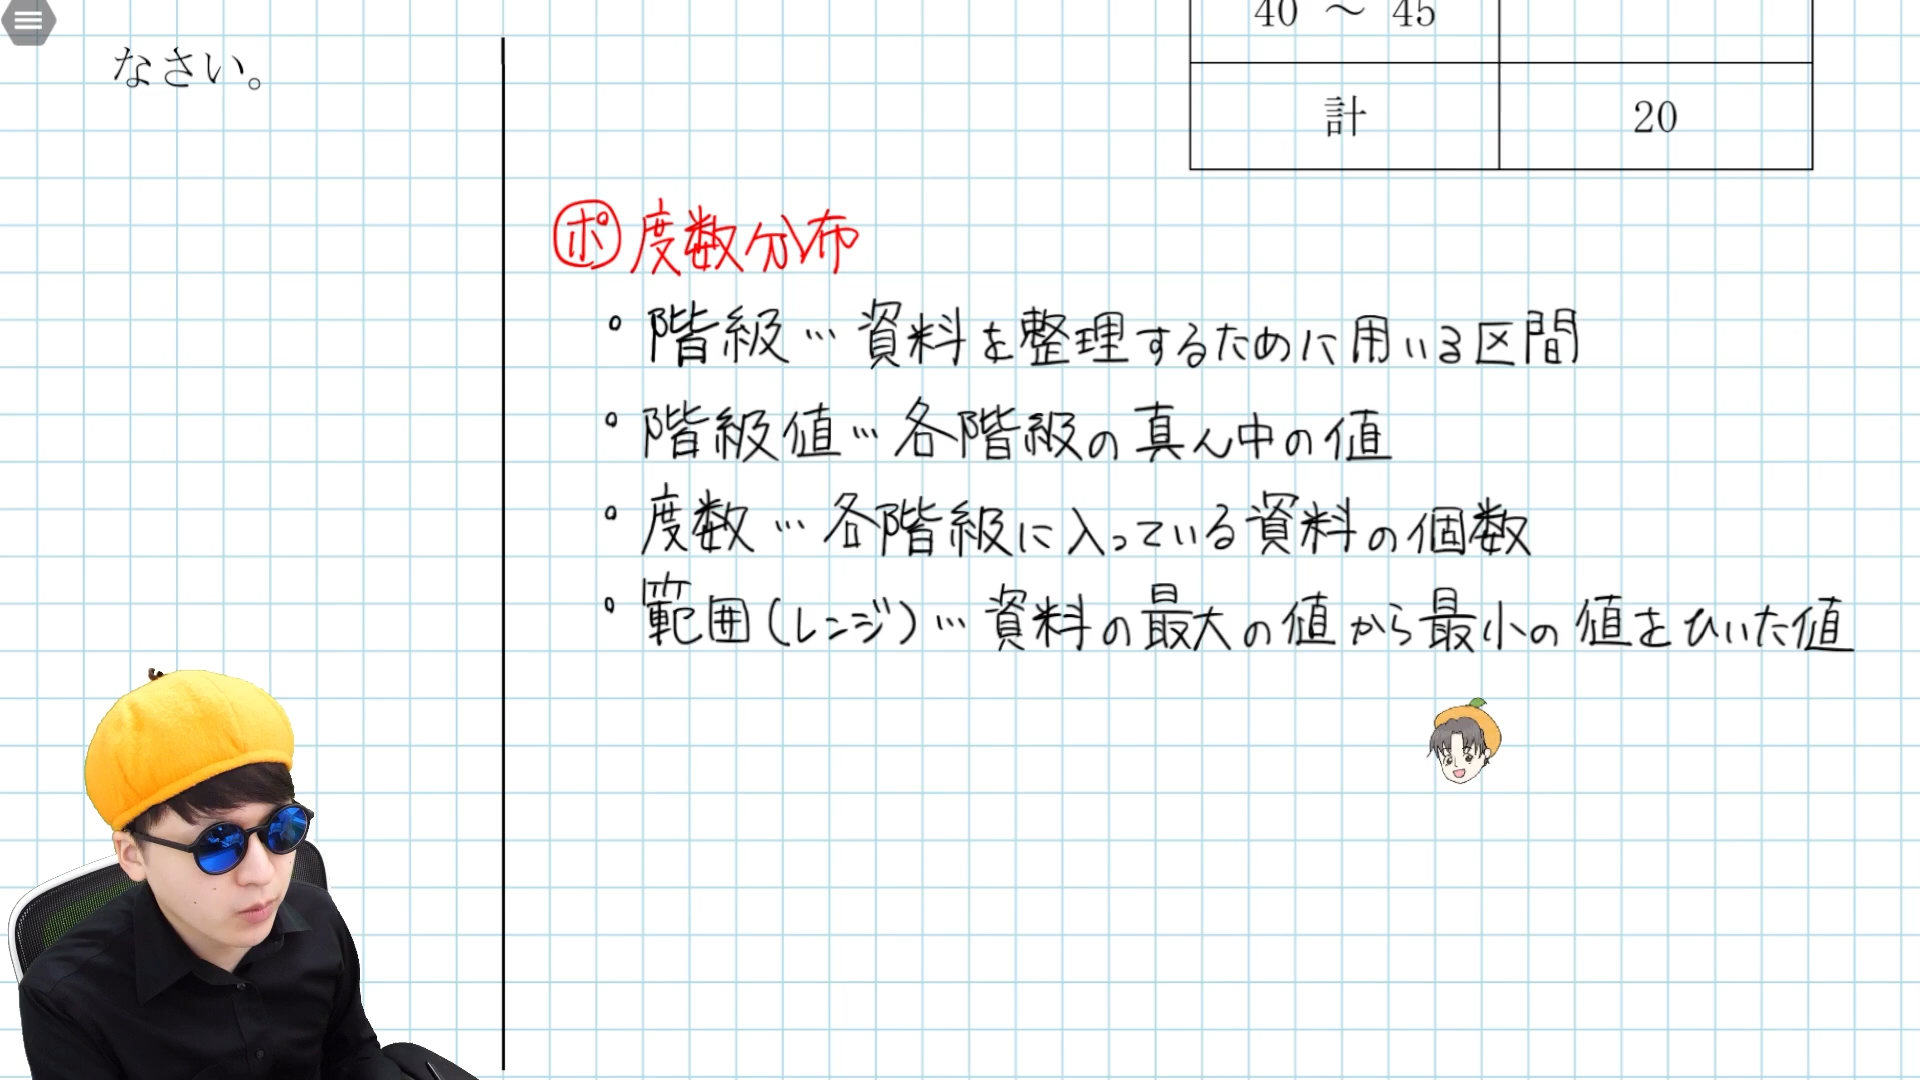 40 ～ 45
なさい。
計 20
ポ 度数分布
・階級…資料を整理するために用いる区間
・階級値…各階級の真ん中の値
・度数…各階級に入っている資料の個数
・範囲(レンジ)…資料の最大の値から最小の値をひいた値